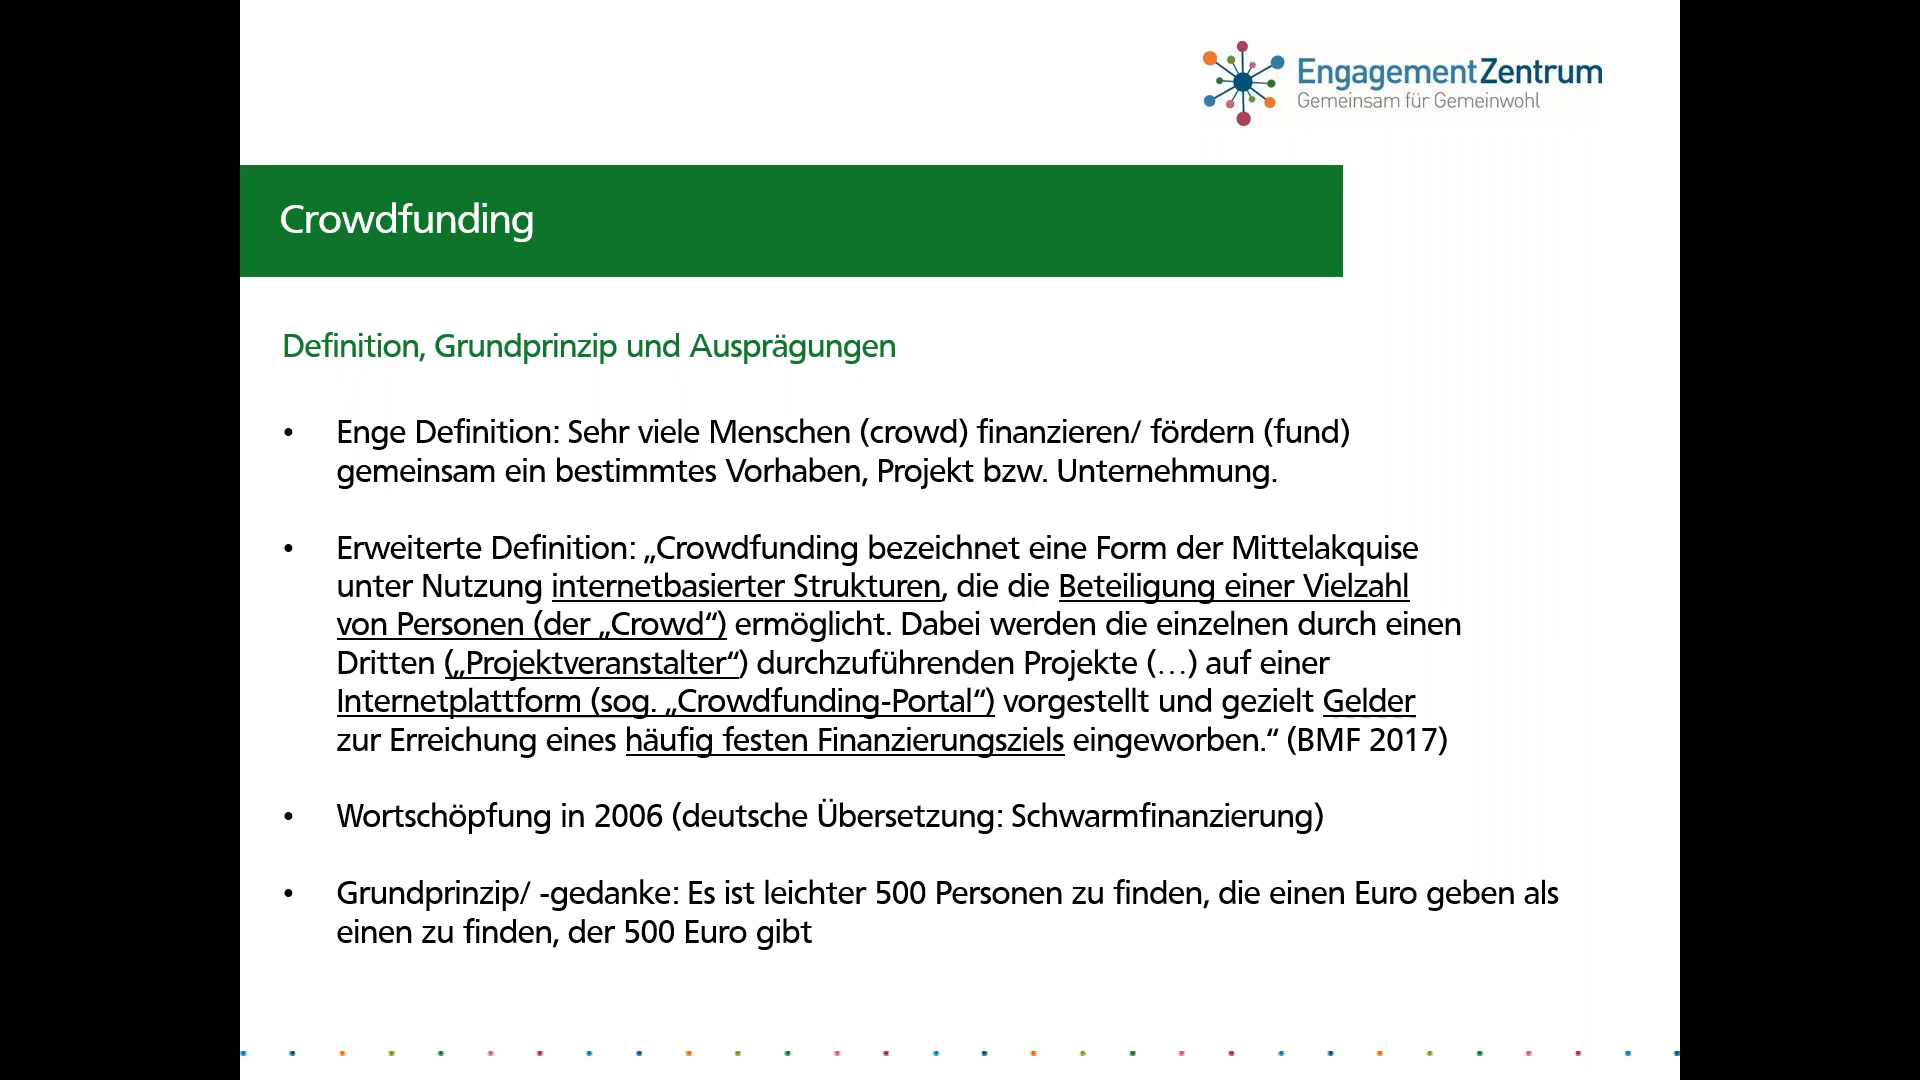 EngagementZentrum
Gemeinsam für Gemeinwohl
Crowdfunding
Definition, Grundprinzip und Ausprägungen
• Enge Definition: Sehr viele Menschen (crowd) finanzieren/ fördern (fund)
gemeinsam ein bestimmtes Vorhaben, Projekt bzw. Unternehmung.
• Erweiterte Definition: „Crowdfunding bezeichnet eine Form der Mittelakquise
unter Nutzung internetbasierter Strukturen, die die Beteiligung einer Vielzahl
von Personen (der „Crowd“) ermöglicht. Dabei werden die einzelnen durch einen
Dritten („Projektveranstalter“) durchzuführenden Projekte (…) auf einer
Internetplattform (sog. „Crowdfunding-Portal“) vorgestellt und gezielt Gelder
zur Erreichung eines häufig festen Finanzierungsziels eingeworben.“ (BMF 2017)
• Wortschöpfung in 2006 (deutsche Übersetzung: Schwarmfinanzierung)
• Grundprinzip/ -gedanke: Es ist leichter 500 Personen zu finden, die einen Euro geben als
einen zu finden, der 500 Euro gibt